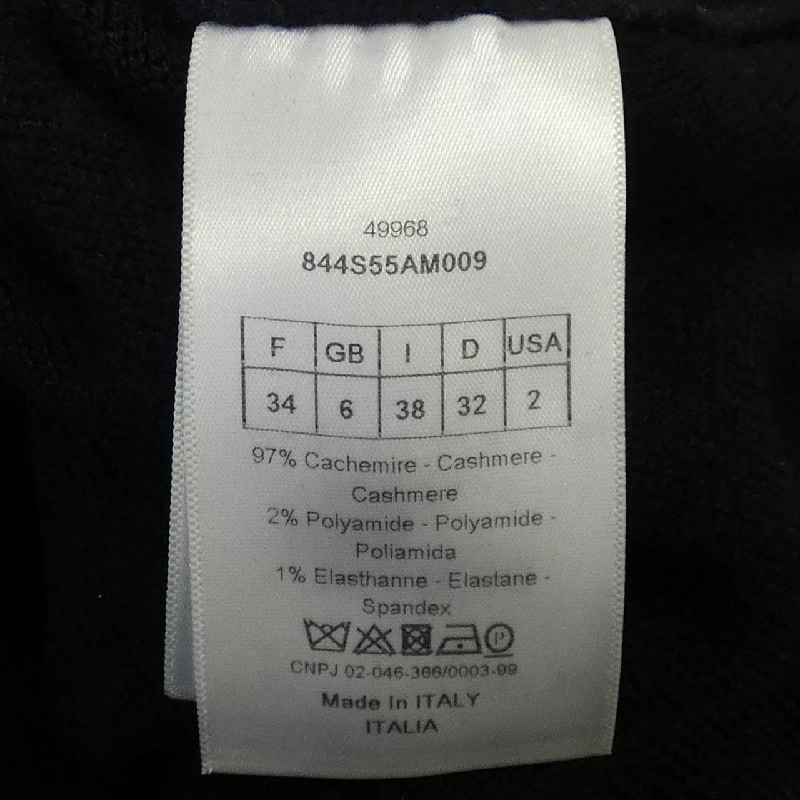 49968
844S55AM009
F GB I D USA
34 6 38 32 2
97% Cachemire - Cashmere -
Cashmere
2% Polyamide - Polyamide -
Poliamida
1% Elasthanne - Elastane -
Spandex
P
CNPJ 02-046-366/0003-99
Made In ITALY
ITALIA